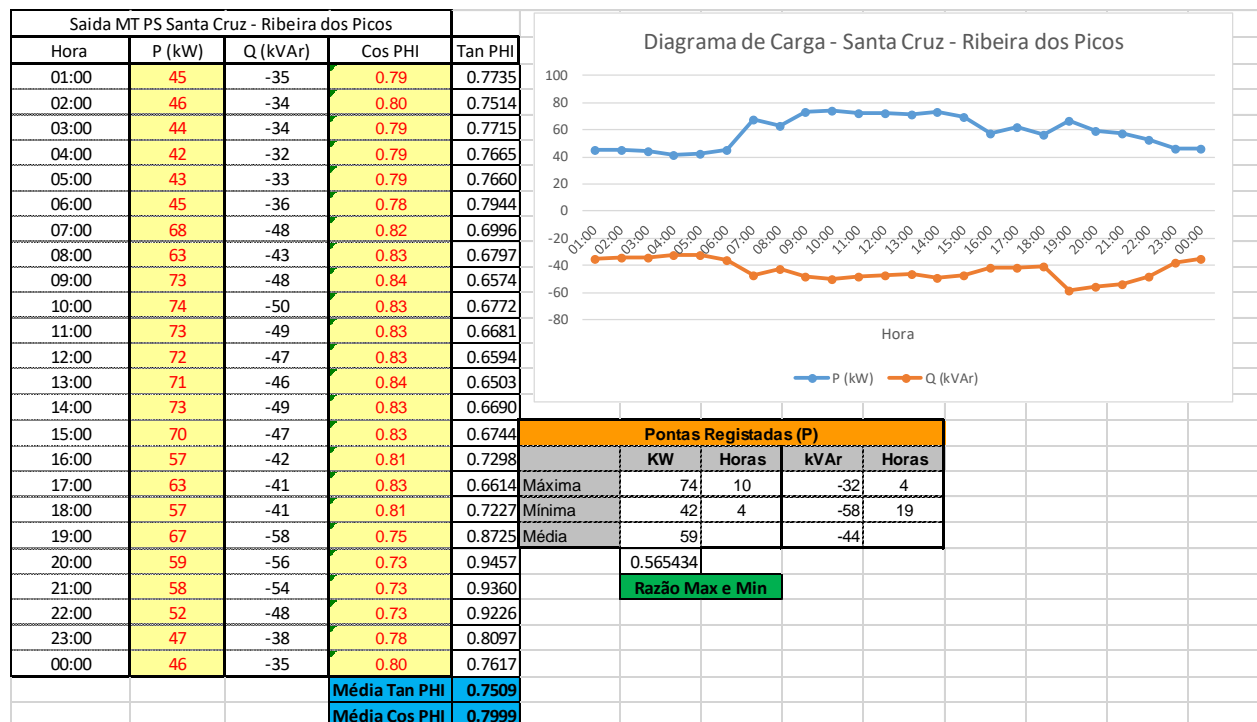 Saida MT PS Santa Cruz - Ribeira dos Picos
Hora P (kW) Q (kVAr) Cos PHI Tan PHI
01:00 45 -35 0.79 0.7735
02:00 46 -34 0.80 0.7514
03:00 44 -34 0.79 0.7715
04:00 42 -32 0.79 0.7665
05:00 43 -33 0.79 0.7660
06:00 45 -36 0.78 0.7944
07:00 68 -48 0.82 0.6996
08:00 63 -43 0.83 0.6797
09:00 73 -48 0.84 0.6574
10:00 74 -50 0.83 0.6772
11:00 73 -49 0.83 0.6681
12:00 72 -47 0.83 0.6594
13:00 71 -46 0.84 0.6503
14:00 73 -49 0.83 0.6690
15:00 70 -47 0.83 0.6744
16:00 57 -42 0.81 0.7298
17:00 63 -41 0.83 0.6614
18:00 57 -41 0.81 0.7227
19:00 67 -58 0.75 0.8725
20:00 59 -56 0.73 0.9457
21:00 58 -54 0.73 0.9360
22:00 52 -48 0.73 0.9226
23:00 47 -38 0.78 0.8097
00:00 46 -35 0.80 0.7617
Média Tan PHI 0.7509
Média Cos PHI 0.7999
Diagrama de Carga - Santa Cruz - Ribeira dos Picos
100
80
60
40
20
0
-20
-40
-60
-80
01:00 02:00 03:00 04:00 05:00 06:00 07:00 08:00 09:00 10:00 11:00 12:00 13:00 14:00 15:00 16:00 17:00 18:00 19:00 20:00 21:00 22:00 23:00 00:00
Hora
P (kW) Q (kVAr)
Pontas Registadas (P)
KW Horas kVAr Horas
Máxima 74 10 -32 4
Mínima 42 4 -58 19
Média 59 -44
0.565434
Razão Max e Min